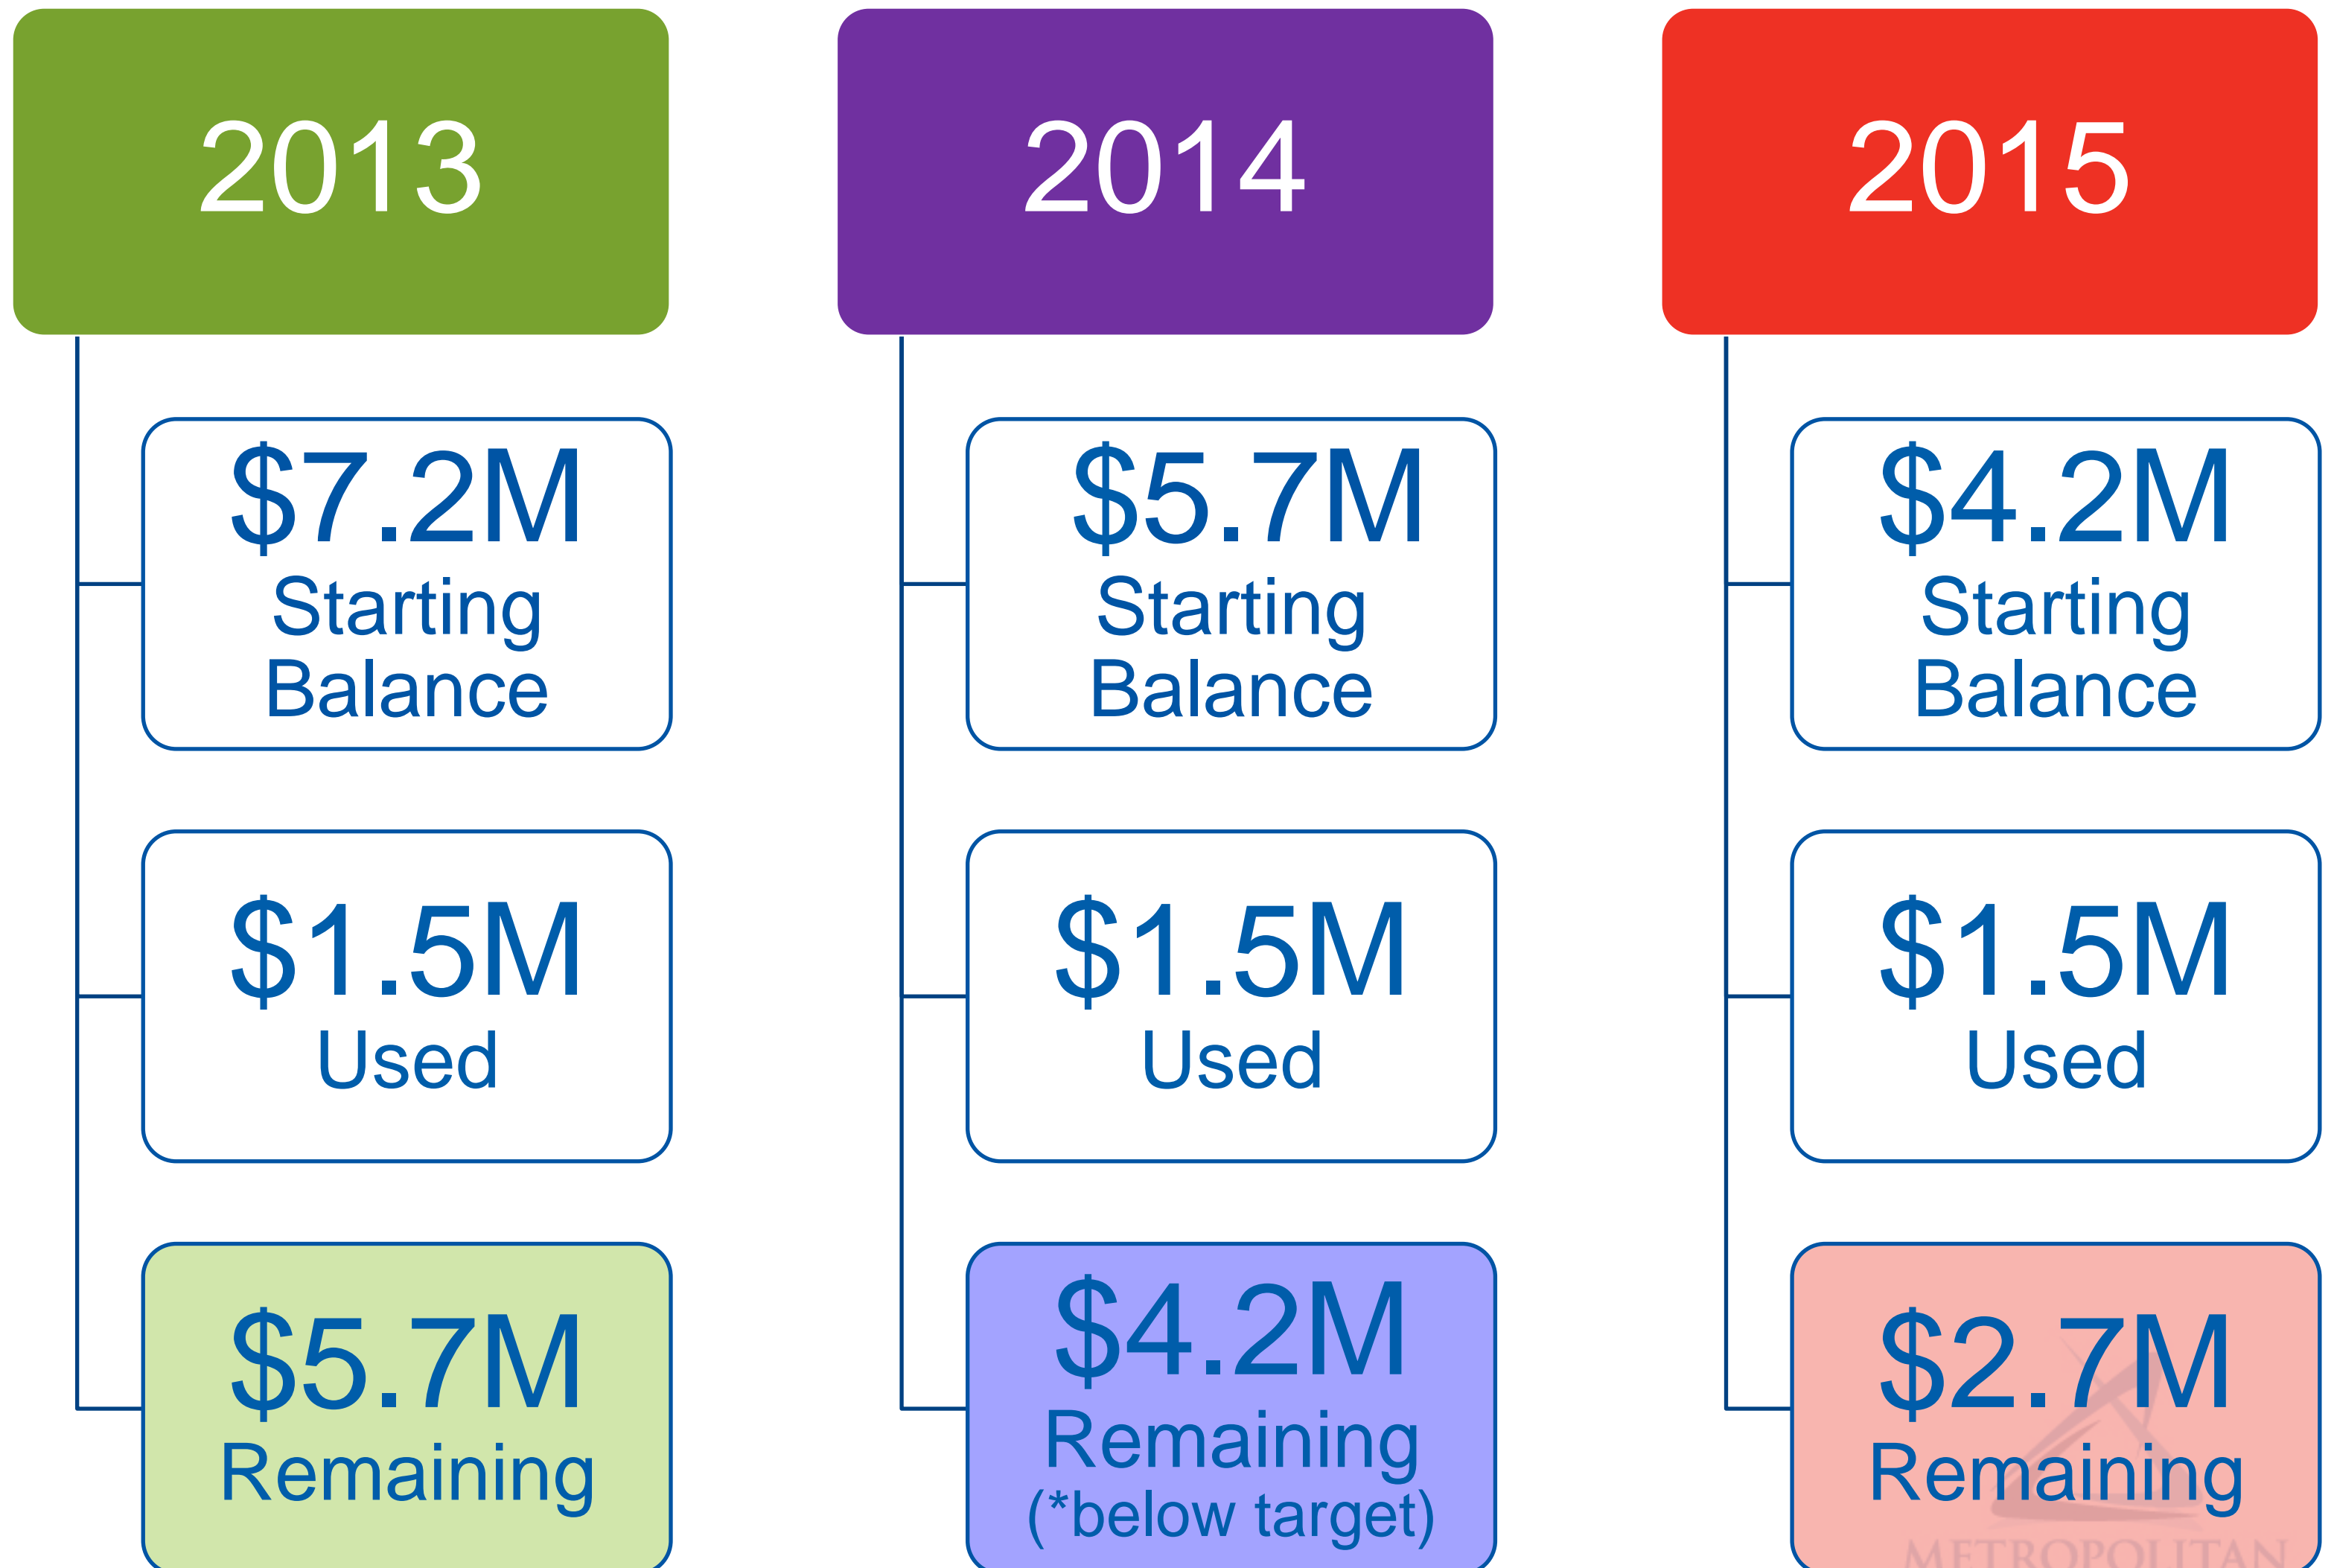 2013
$7.2M
Starting
Balance
$1.5M
Used
$5.7M
Remaining
2014
$5.7M
Starting
Balance
$1.5M
Used
$4.2M
Remaining
(*below target)
2015
$4.2M
Starting
Balance
$1.5M
Used
$2.7M
Remaining
METROPOLITAN